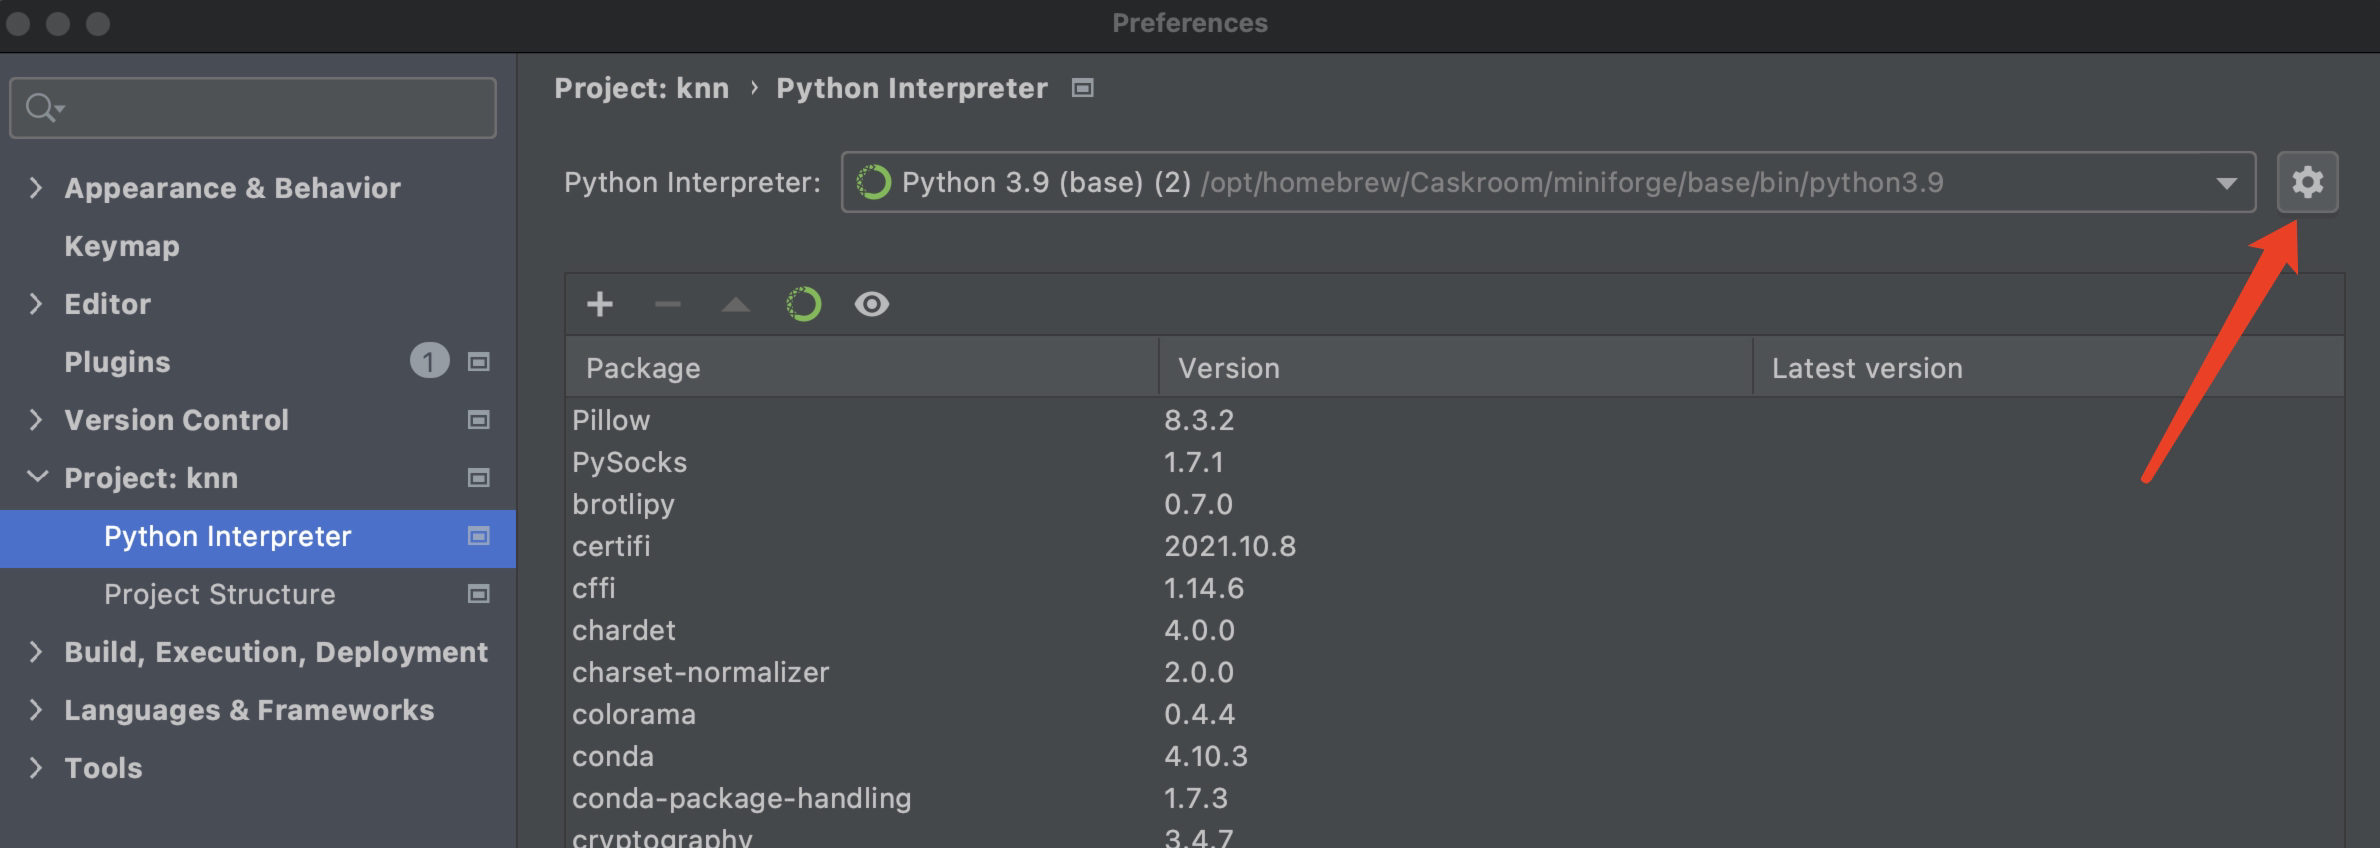 Preferences
Project: knn › Python Interpreter
Python Interpreter: Python 3.9 (base) (2) /opt/homebrew/Caskroom/miniforge/base/bin/python3.9
Appearance & Behavior
Keymap
Editor
Plugins 1
Version Control
Project: knn
Python Interpreter
Project Structure
Build, Execution, Deployment
Languages & Frameworks
Tools
Package Version Latest version
Pillow 8.3.2
PySocks 1.7.1
brotlipy 0.7.0
certifi 2021.10.8
cffi 1.14.6
chardet 4.0.0
charset-normalizer 2.0.0
colorama 0.4.4
conda 4.10.3
conda-package-handling 1.7.3
cryptography 3.4.7